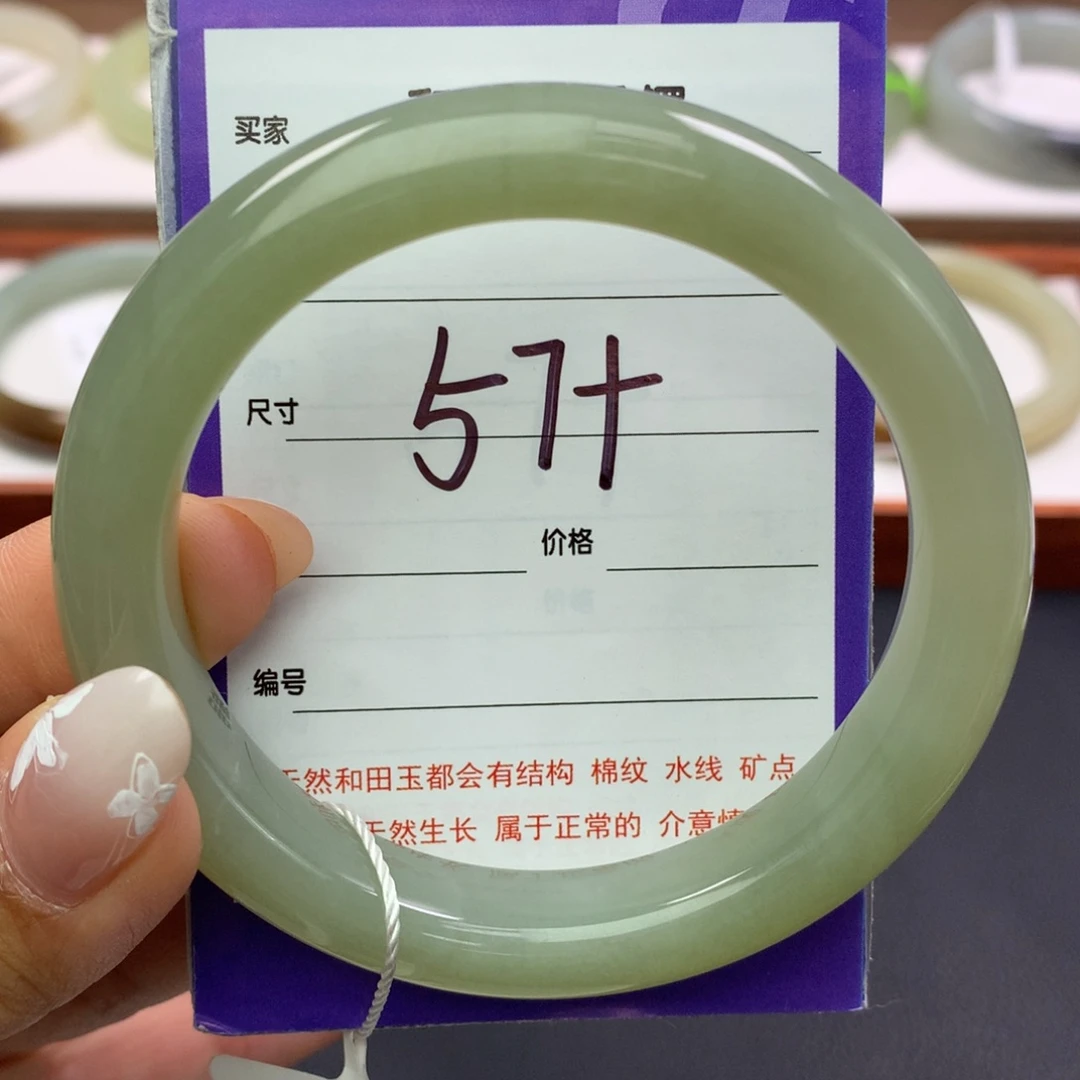 买家
尺寸 57+
价格
编号
天然和田玉都会有结构 棉纹 水线 矿点
天然生长 属于正常的 介意慎